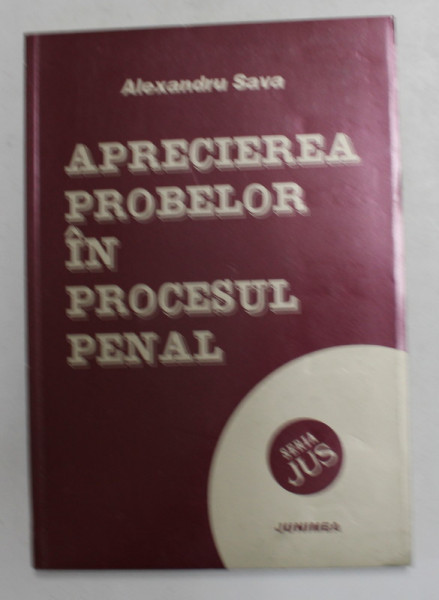 Alexandru Sava
APRECIEREA
PROBELOR
ÎN
PROCESUL
PENAL
SERIA
JUS
JUNIMEA